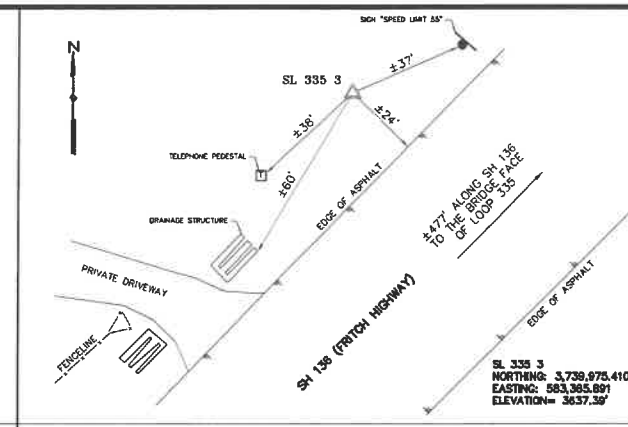 SIGN "SPEED LIMIT 55"
N
SL 335 3
±37'
±38'
±24'
TELEPHONE PEDESTAL
±60'
EDGE OF ASPHALT
DRAINAGE STRUCTURE
±477' ALONG SH 136
TO THE BRIDGE FACE
OF LOOP 335
PRIVATE DRIVEWAY
EDGE OF ASPHALT
FENCELINE
SH 136 (FRITCH HIGHWAY)
SL 335 3
NORTHING: 3,739,975.410
EASTING: 583,365.891
ELEVATION= 3637.39'